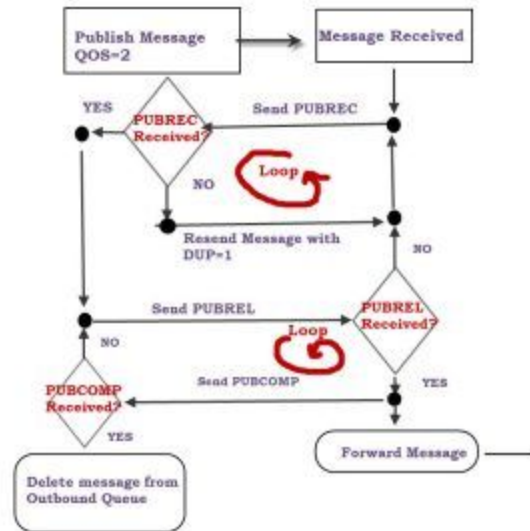 Publish Message
QOS=2
Message Received
YES
PUBREC
Received?
Send PUBREC
NO
Loop
Resend Message with
DUP=1
NO
Send PUBREL
PUBREL
Received?
Loop
NO
Send PUBCOMP
PUBCOMP
Received?
YES
YES
Forward Message
Delete message from
Outbound Queue